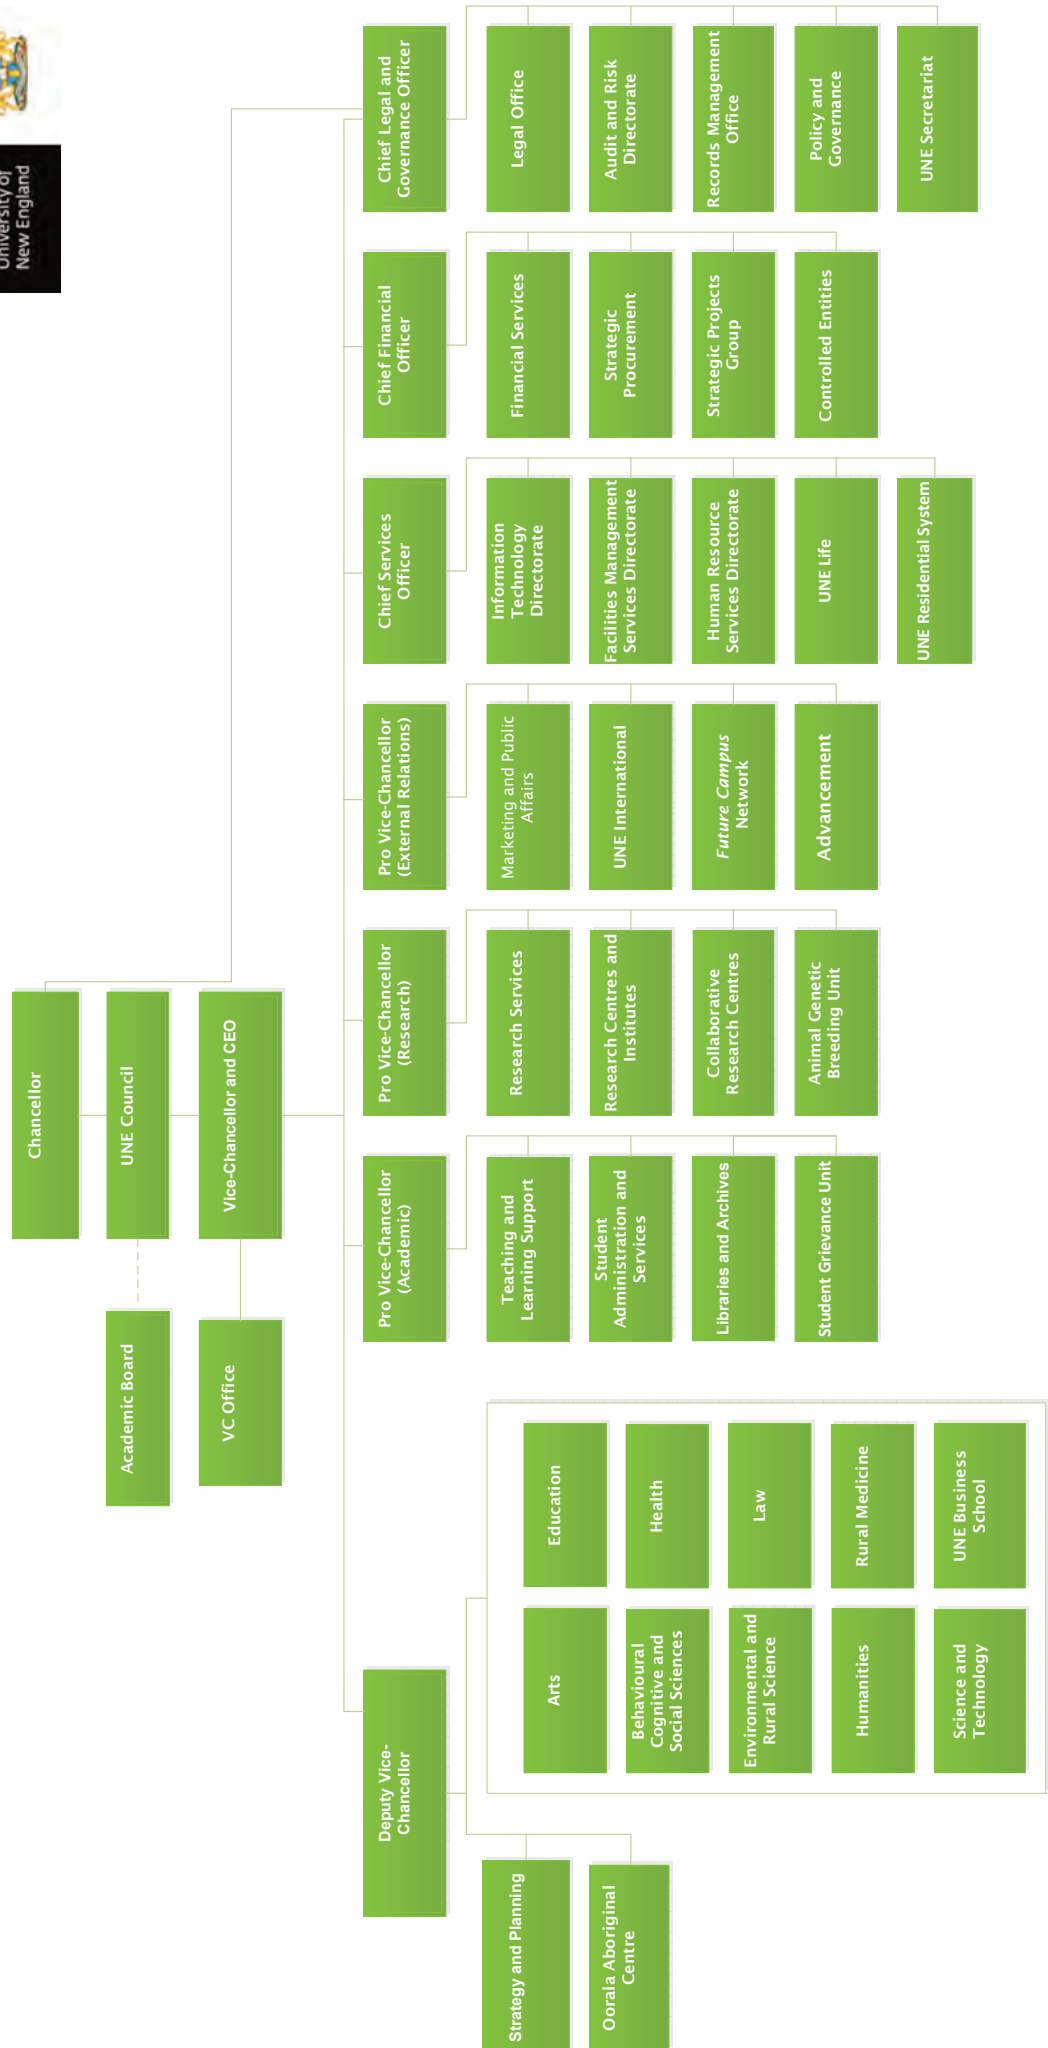 University of
New England
Chancellor
UNE Council
Academic Board
Vice-Chancellor and CEO
VC Office
Deputy Vice-
Chancellor
Pro Vice-Chancellor
(Academic)
Pro Vice-Chancellor
(Research)
Pro Vice-Chancellor
(External Relations)
Chief Services
Officer
Chief Financial
Officer
Chief Legal and
Governance Officer
Strategy and Planning
Oorala Aboriginal
Centre
Arts
Education
Behavioural
Cognitive and
Social Sciences
Health
Environmental and
Rural Science
Law
Humanities
Rural Medicine
Science and
Technology
UNE Business
School
Teaching and
Learning Support
Student
Administration and
Services
Libraries and Archives
Student Grievance Unit
Research Services
Research Centres and
Institutes
Collaborative
Research Centres
Animal Genetic
Breeding Unit
Marketing and Public
Affairs
UNE International
Future Campus
Network
Advancement
Information
Technology
Directorate
Facilities Management
Services Directorate
Human Resource
Services Directorate
UNE Life
UNE Residential System
Financial Services
Strategic
Procurement
Strategic Projects
Group
Controlled Entities
Legal Office
Audit and Risk
Directorate
Records Management
Office
Policy and
Governance
UNE Secretariat